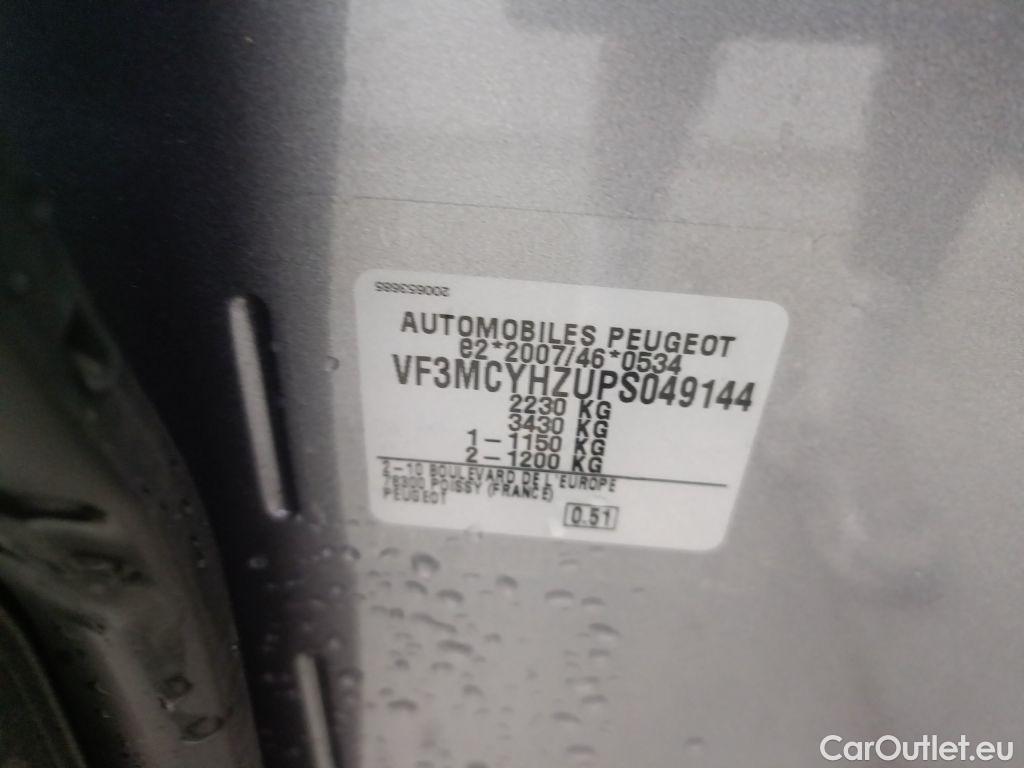 200653685
AUTOMOBILES PEUGEOT
e2*2007/46*0534
VF3MCYHZUPS049144
2230 KG
3430 KG
1-1150 KG
2-1200 KG
2-10 BOULEVARD DE L'EUROPE
78300 POISSY (FRANCE)
PEUGEOT
0.51
CarOutlet.eu